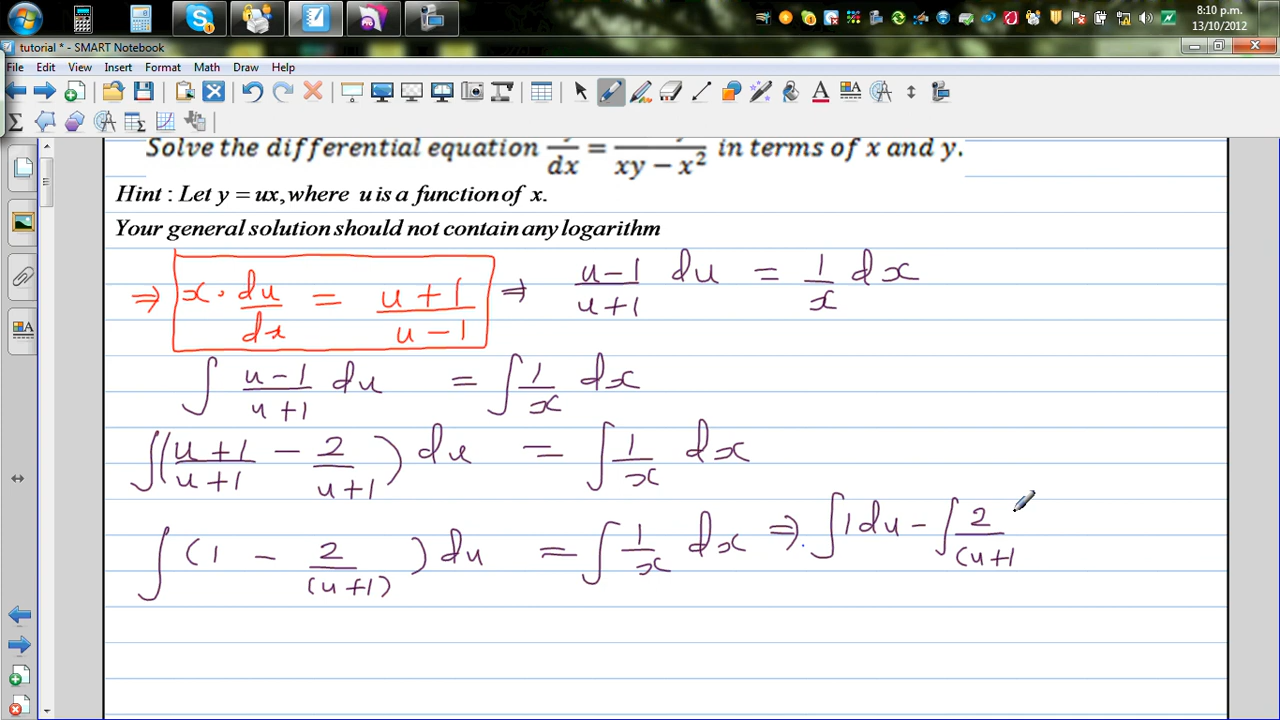 8:10 p.m.
13/10/2012
tutorial * - SMART Notebook
File Edit View Insert Format Math Draw Help
Solve the differential equation /dx = /(xy − x²) in terms of x and y.
Hint : Let y = ux, where u is a function of x.
Your general solution should not contain any logarithm
⇒ x · du/dx = (u+1)/(u−1) ⇒ (u−1)/(u+1) du = 1/x dx
∫ (u−1)/(u+1) du = ∫ 1/x dx
∫((u+1)/(u+1) − 2/(u+1)) du = ∫ 1/x dx
∫ (1 − 2/(u+1)) du = ∫ 1/x dx ⇒ ∫ 1 du − ∫ 2/(u+1